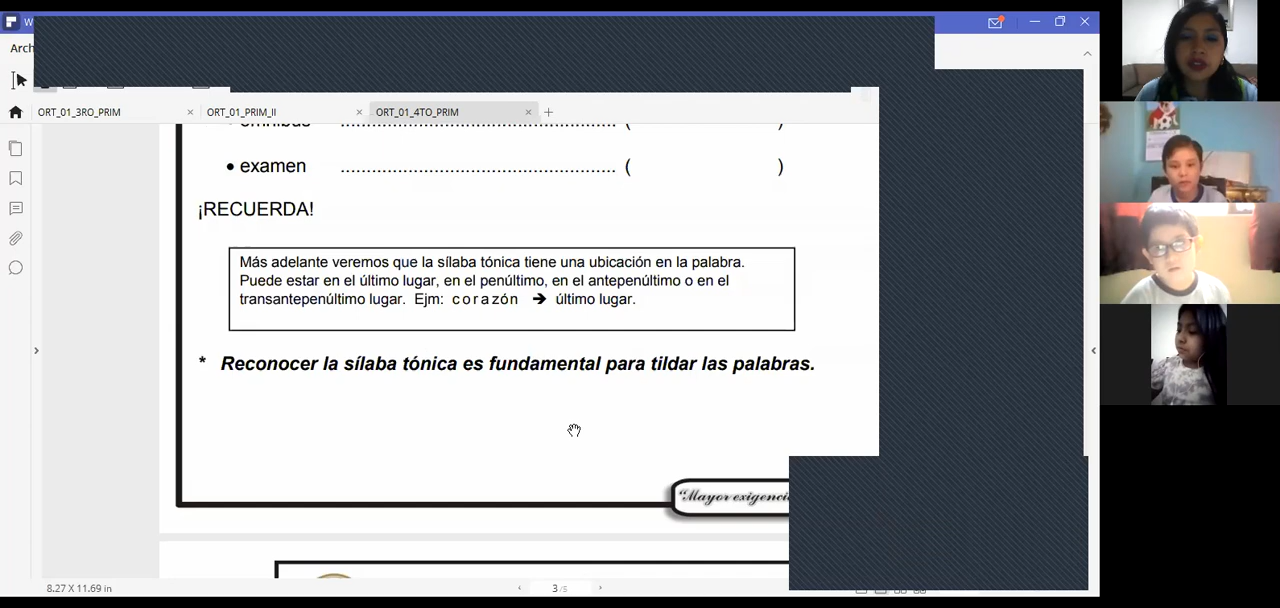 W
Arch
ORT_01_3RO_PRIM × ORT_01_PRIM_II × ORT_01_4TO_PRIM × +
• ómnibus ..................................................... ( )
• examen ..................................................... ( )
¡RECUERDA!
Más adelante veremos que la sílaba tónica tiene una ubicación en la palabra.
Puede estar en el último lugar, en el penúltimo, en el antepenúltimo o en el
transantepenúltimo lugar. Ejm: corazón ➔ último lugar.
* Reconocer la sílaba tónica es fundamental para tildar las palabras.
"Mayor exigenci
8.27 X 11.69 in
3 /5